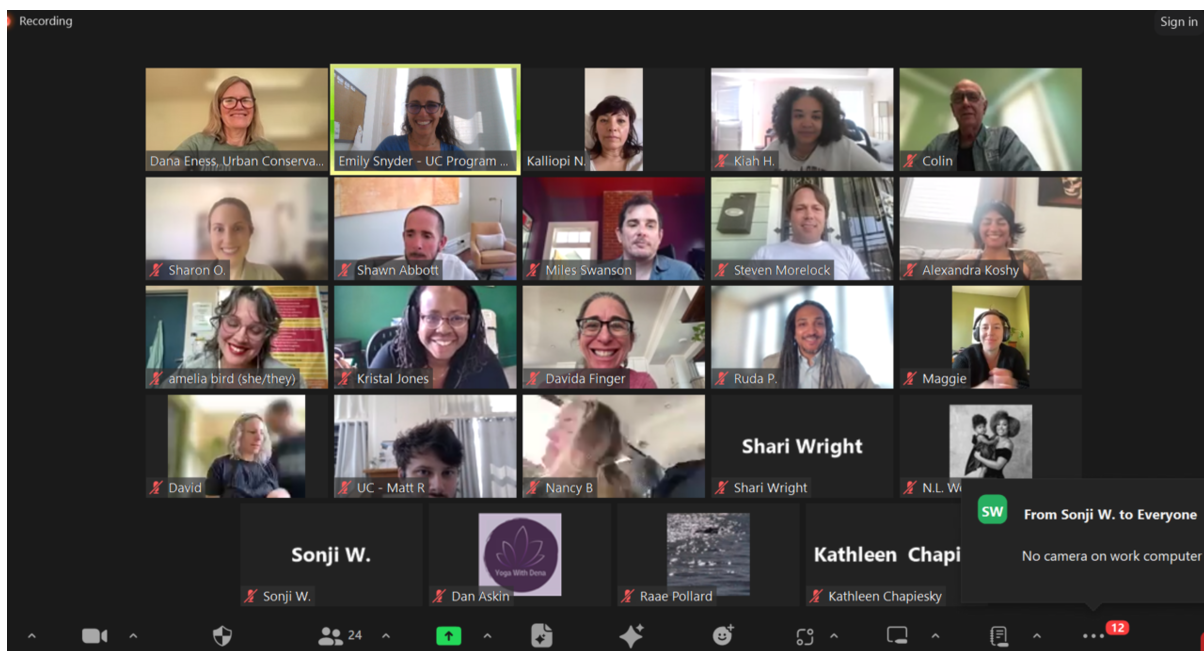 Recording
Sign in
Dana Eness, Urban Conserva...
Emily Snyder - UC Program ...
Kalliopi N.
Kiah H.
Colin
Sharon O.
Shawn Abbott
Miles Swanson
Steven Morelock
Alexandra Koshy
amelia bird (she/they)
Kristal Jones
Davida Finger
Ruda P.
Maggie
David
UC - Matt R
Nancy B
Shari Wright
Shari Wright
N.L. W
SW
From Sonji W. to Everyone
No camera on work computer
Sonji W.
Sonji W.
Yoga With Dena
Dan Askin
Raae Pollard
Kathleen Chapi
Kathleen Chapiesky
24
12